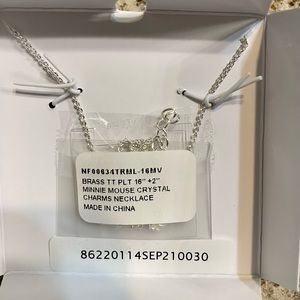 NF00634TRML-16MV
BRASS TT PLT 16" +2"
MINNIE MOUSE CRYSTAL
CHARMS NECKLACE
MADE IN CHINA
86220114SEP210030